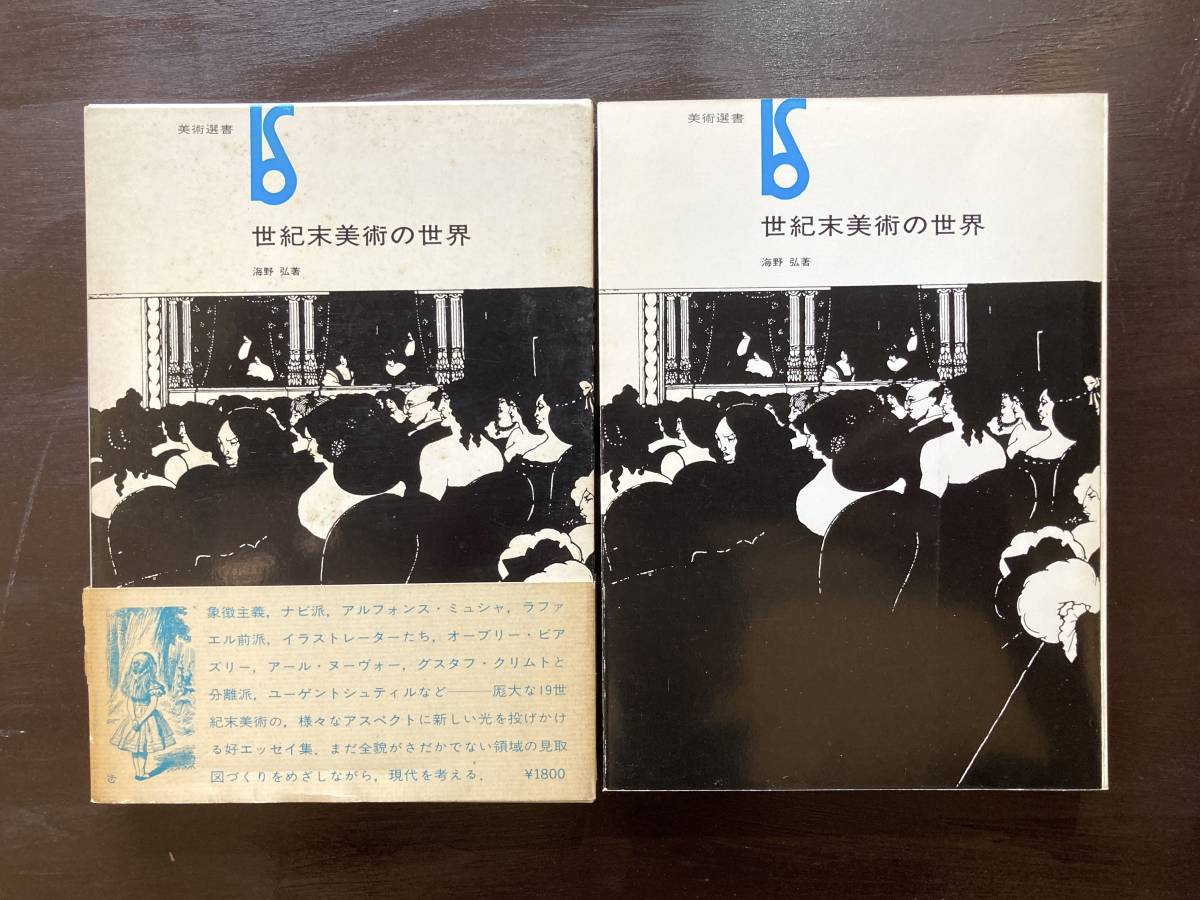 美術選書
世紀末美術の世界
海野 弘著
象徴主義，ナビ派，アルフォンス・ミュシャ，ラファ
エル前派，イラストレーターたち，オーブリー・ビア
ズリー，アール・ヌーヴォー，グスタフ・クリムトと
分離派，ユーゲントシュティルなど——厖大な19世
紀末美術の，様々なアスペクトに新しい光を投げかけ
る好エッセイ集．まだ全貌がさだかでない領域の見取
図づくりをめざしながら，現代を考える． ¥1800
美術選書
世紀末美術の世界
海野 弘著